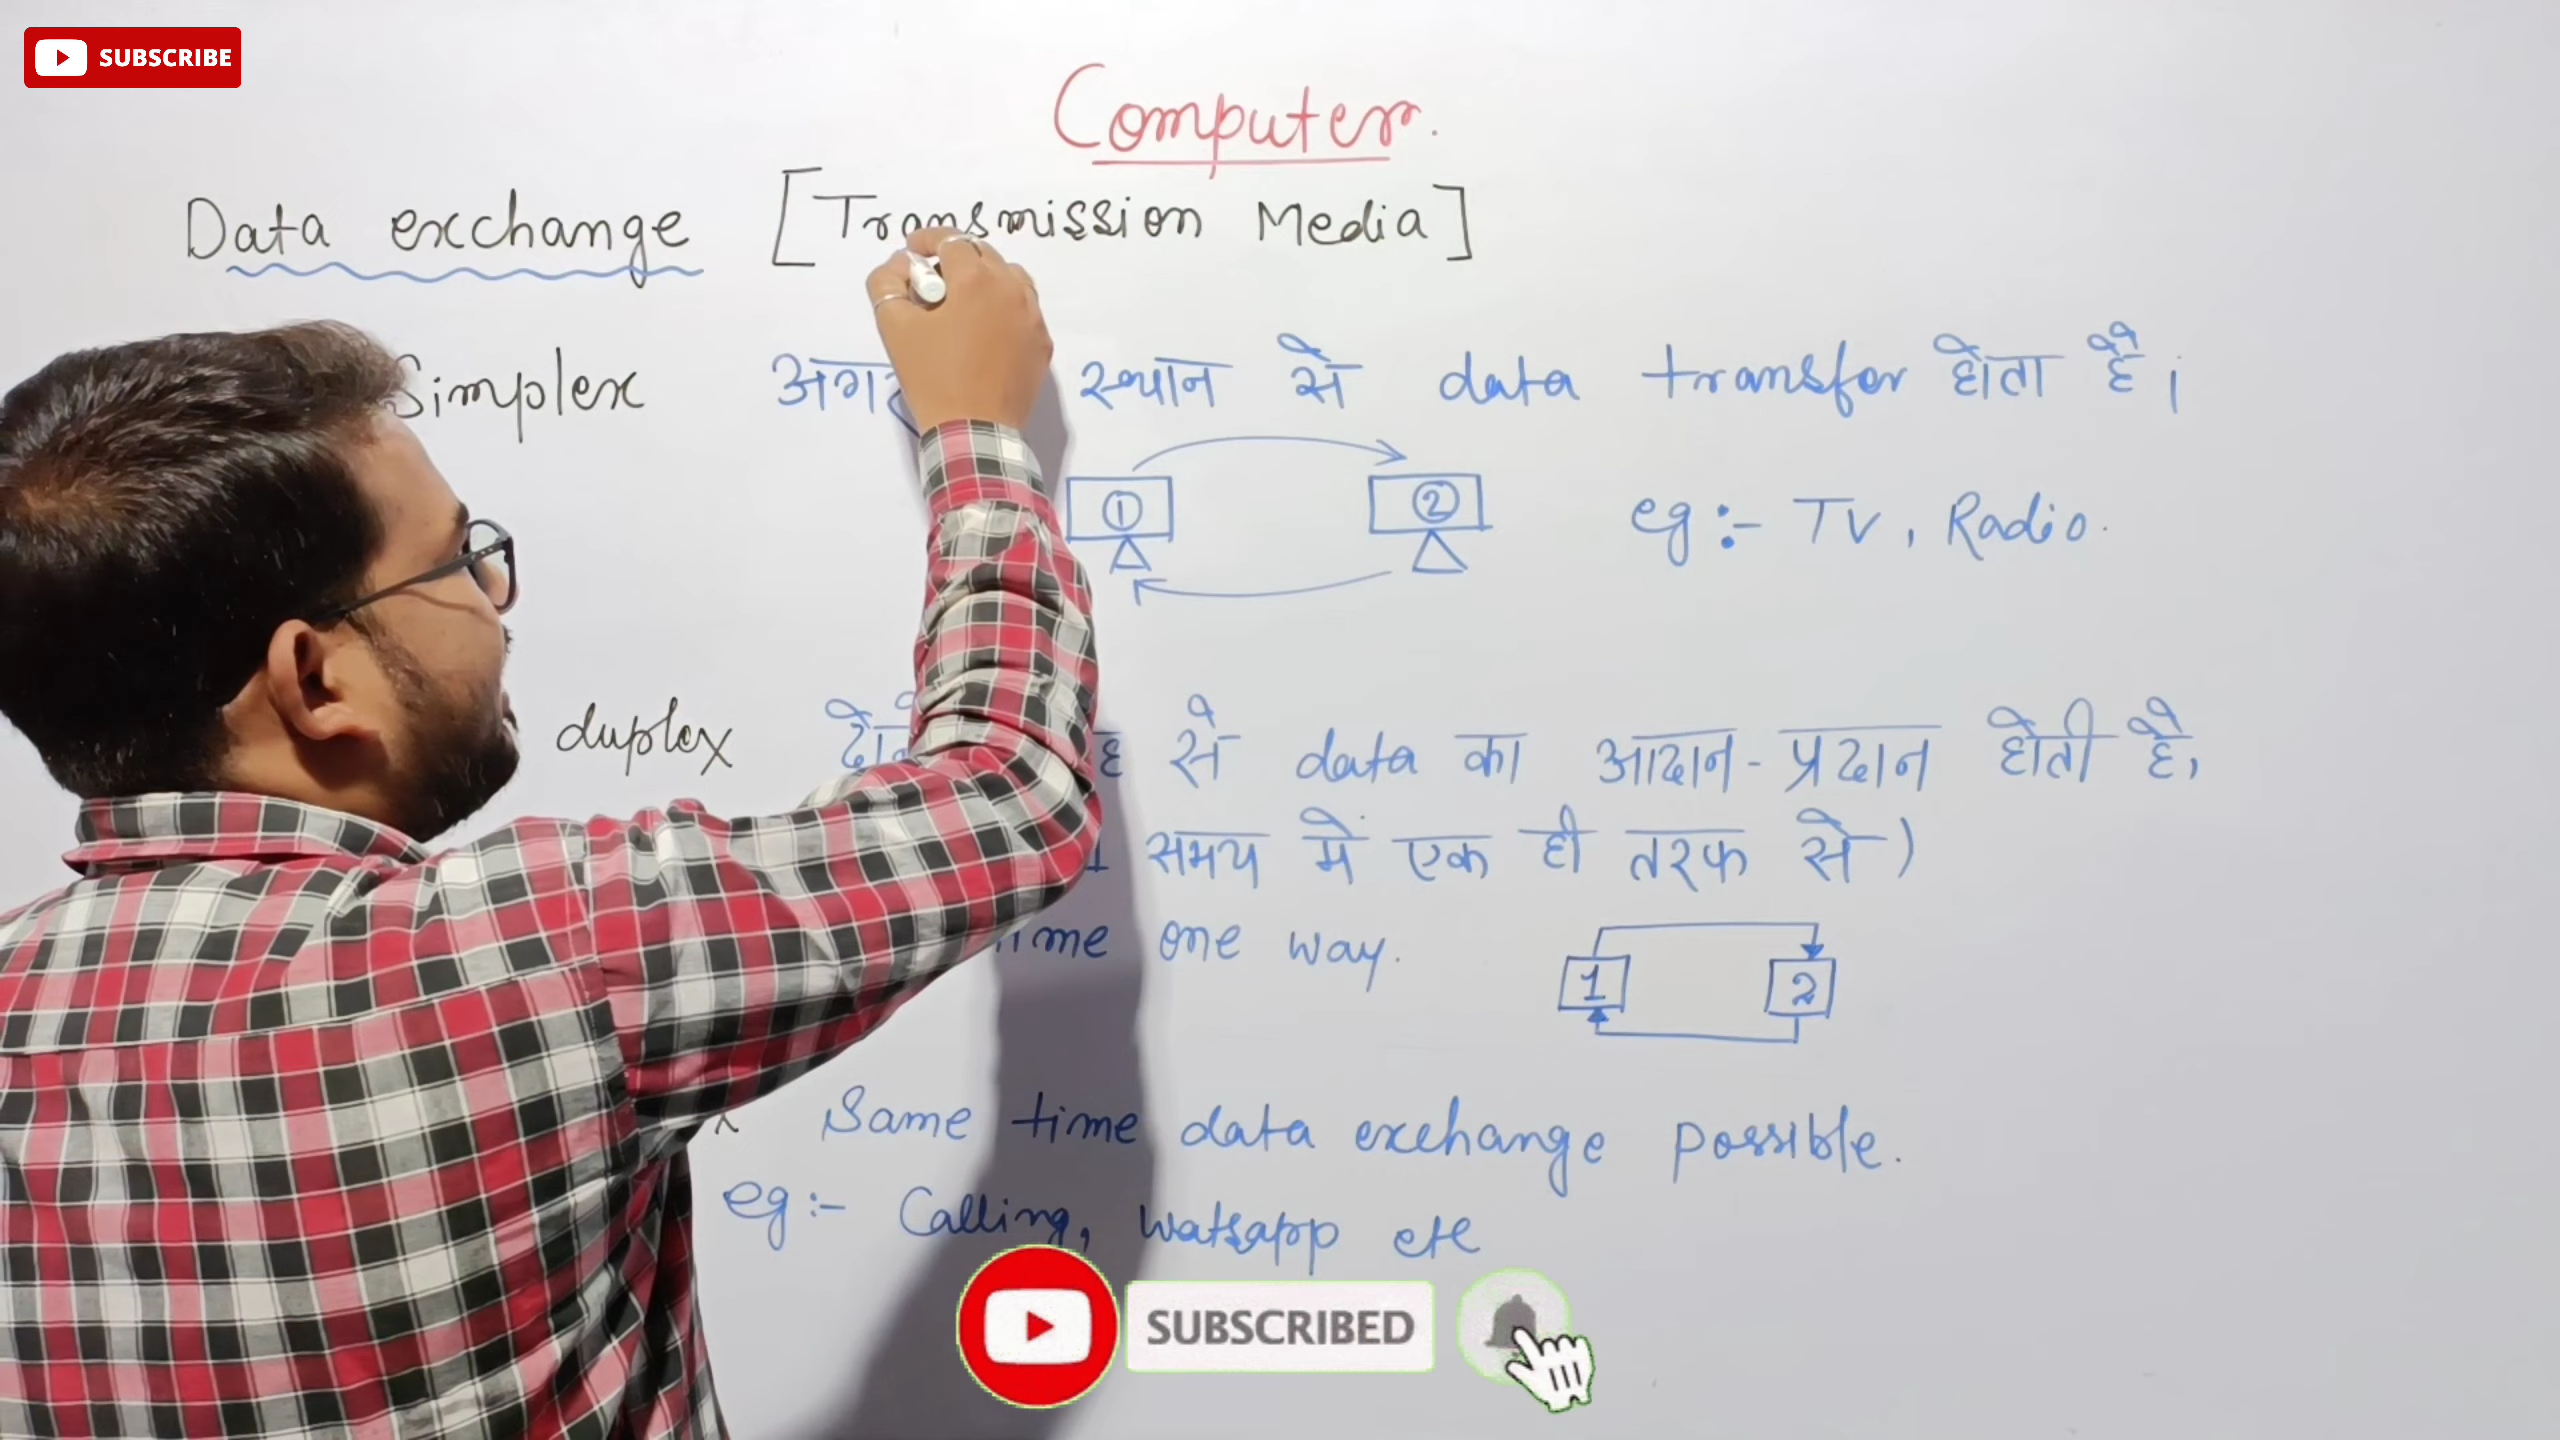 SUBSCRIBE
Computer.
Data exchange [Transmission Media]
Simplex स्थान से data transfer होता है।
① ② eg:- TV, Radio.
duplex से data का आदान-प्रदान होती है,
समय में एक ही तरफ से)
time one way.
1 2
Same time data exchange possible.
eg:- Calling, Watsapp etc
SUBSCRIBED